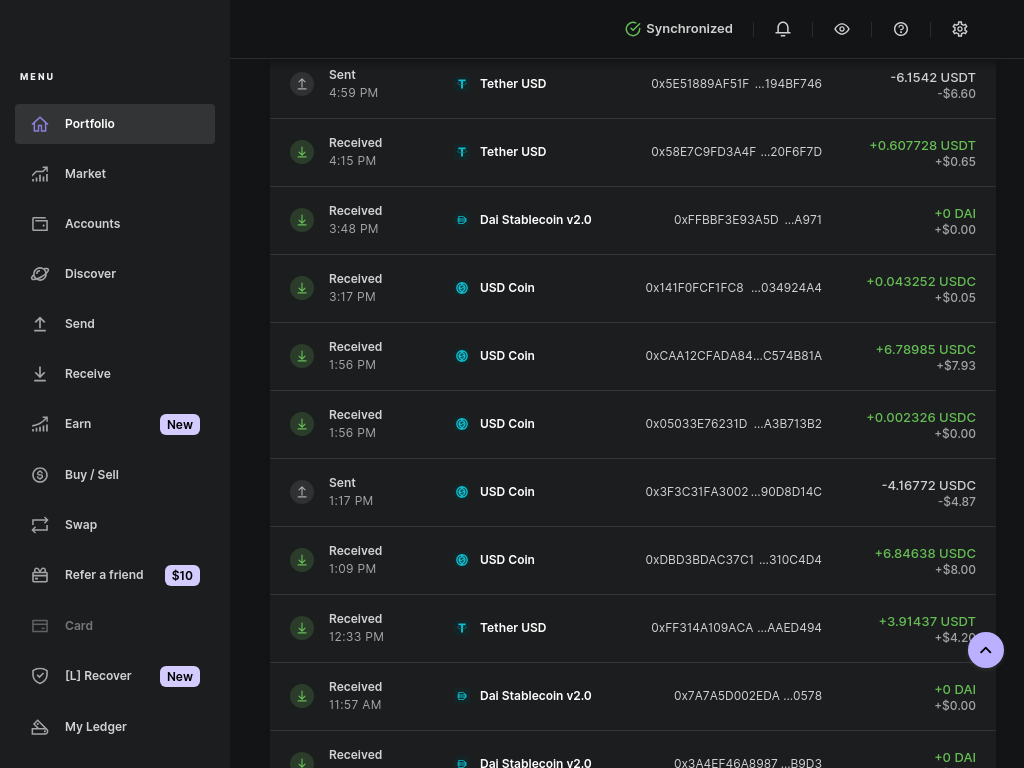 Synchronized
MENU
Portfolio
Market
Accounts
Discover
Send
Receive
Earn New
Buy / Sell
Swap
Refer a friend $10
Card
[L] Recover New
My Ledger
Sent Tether USD 0x5E51889AF51F ...194BF746 -6.1542 USDT
4:59 PM -$6.60
Received Tether USD 0x58E7C9FD3A4F ...20F6F7D +0.607728 USDT
4:15 PM +$0.65
Received Dai Stablecoin v2.0 0xFFBBF3E93A5D ...A971 +0 DAI
3:48 PM +$0.00
Received USD Coin 0x141F0FCF1FC8 ...034924A4 +0.043252 USDC
3:17 PM +$0.05
Received USD Coin 0xCAA12CFADA84...C574B81A +6.78985 USDC
1:56 PM +$7.93
Received USD Coin 0x05033E76231D ...A3B713B2 +0.002326 USDC
1:56 PM +$0.00
Sent USD Coin 0x3F3C31FA3002 ...90D8D14C -4.16772 USDC
1:17 PM -$4.87
Received USD Coin 0xDBD3BDAC37C1 ...310C4D4 +6.84638 USDC
1:09 PM +$8.00
Received Tether USD 0xFF314A109ACA ...AAED494 +3.91437 USDT
12:33 PM +$4.20
Received Dai Stablecoin v2.0 0x7A7A5D002EDA ...0578 +0 DAI
11:57 AM +$0.00
Received Dai Stablecoin v2.0 0x3A4EF46A8987 ...B9D3 +0 DAI